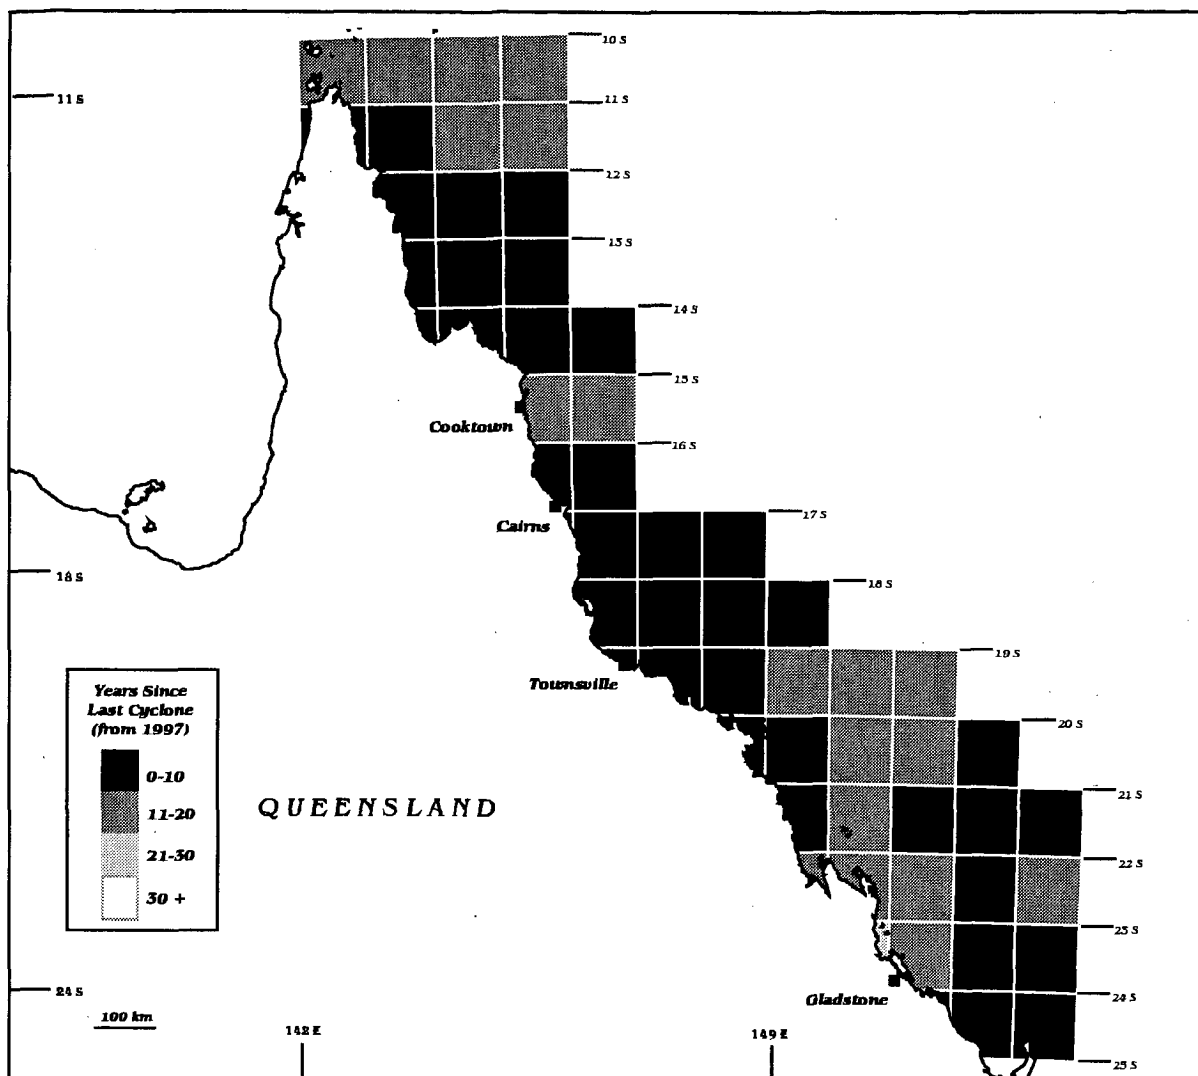 10 S
11 S
11 S
12 S
13 S
14 S
15 S
Cooktown
16 S
17 S
Cairns
18 S
18 S
19 S
Townsville
Years Since
Last Cyclone
(from 1997)
0-10
11-20
21-30
30 +
20 S
QUEENSLAND
21 S
22 S
23 S
24 S
24 S
Gladstone
100 km
142 E
149 E
25 S